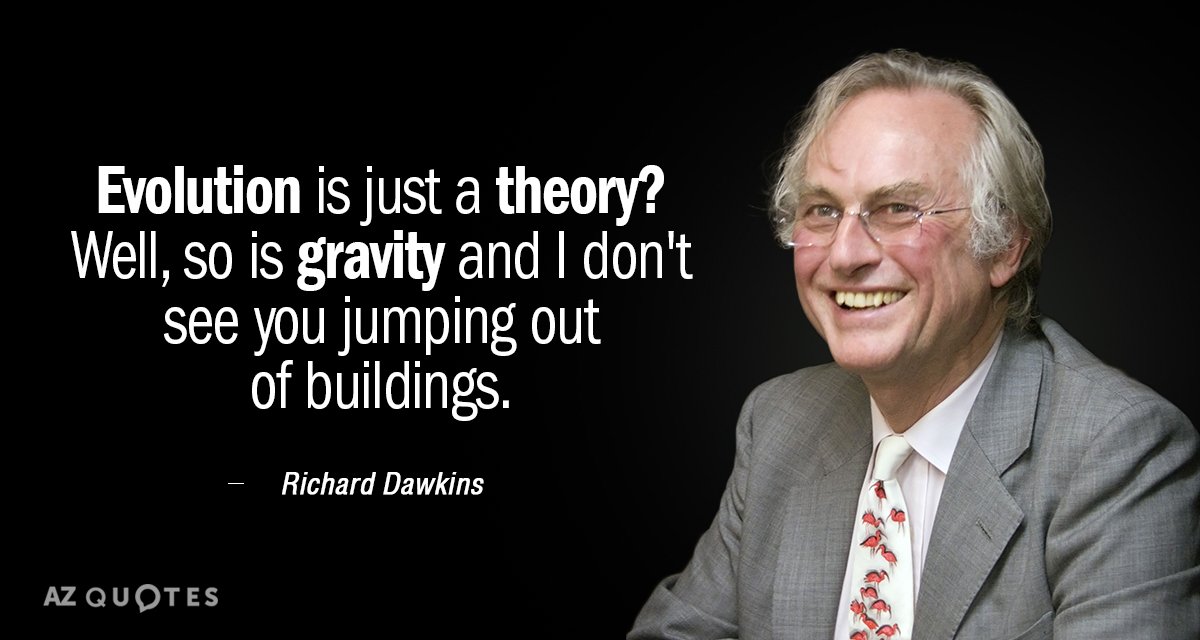 Evolution is just a theory?
Well, so is gravity and I don't
see you jumping out
of buildings.
— Richard Dawkins
AZ QUOTES